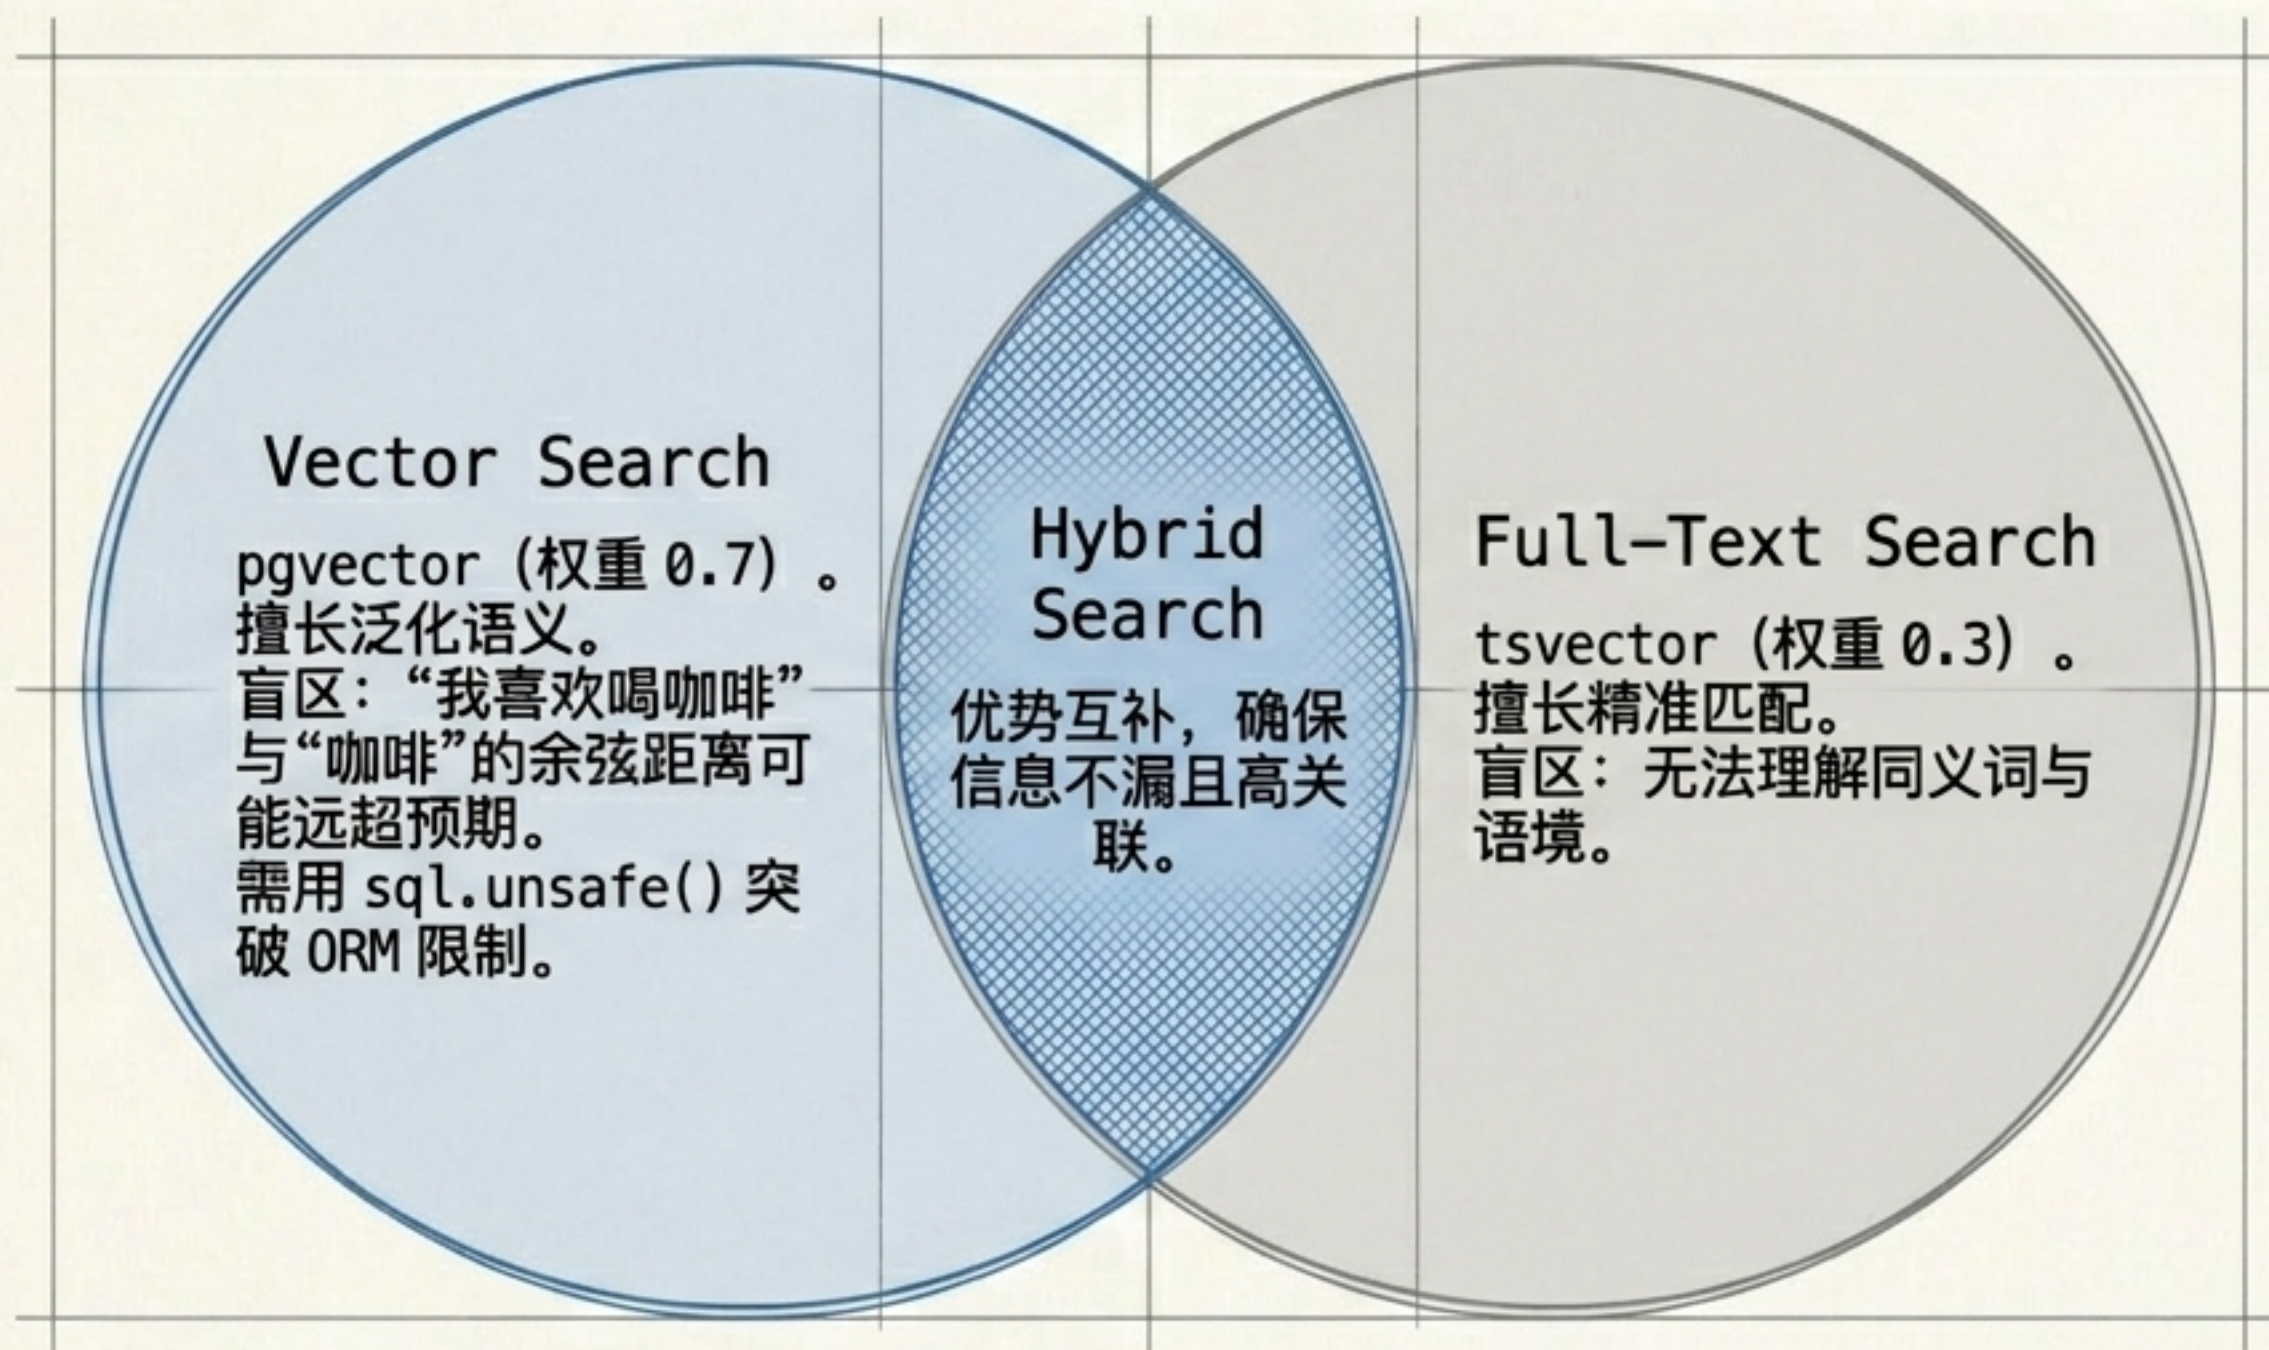 Vector Search
pgvector (权重 0.7) 。
擅长泛化语义。
盲区：“我喜欢喝咖啡”
与“咖啡”的余弦距离可
能远超预期。
需用 sql.unsafe() 突
破 ORM 限制。
Hybrid
Search
优势互补，确保
信息不漏且高关
联。
Full-Text Search
tsvector (权重 0.3) 。
擅长精准匹配。
盲区：无法理解同义词与
语境。